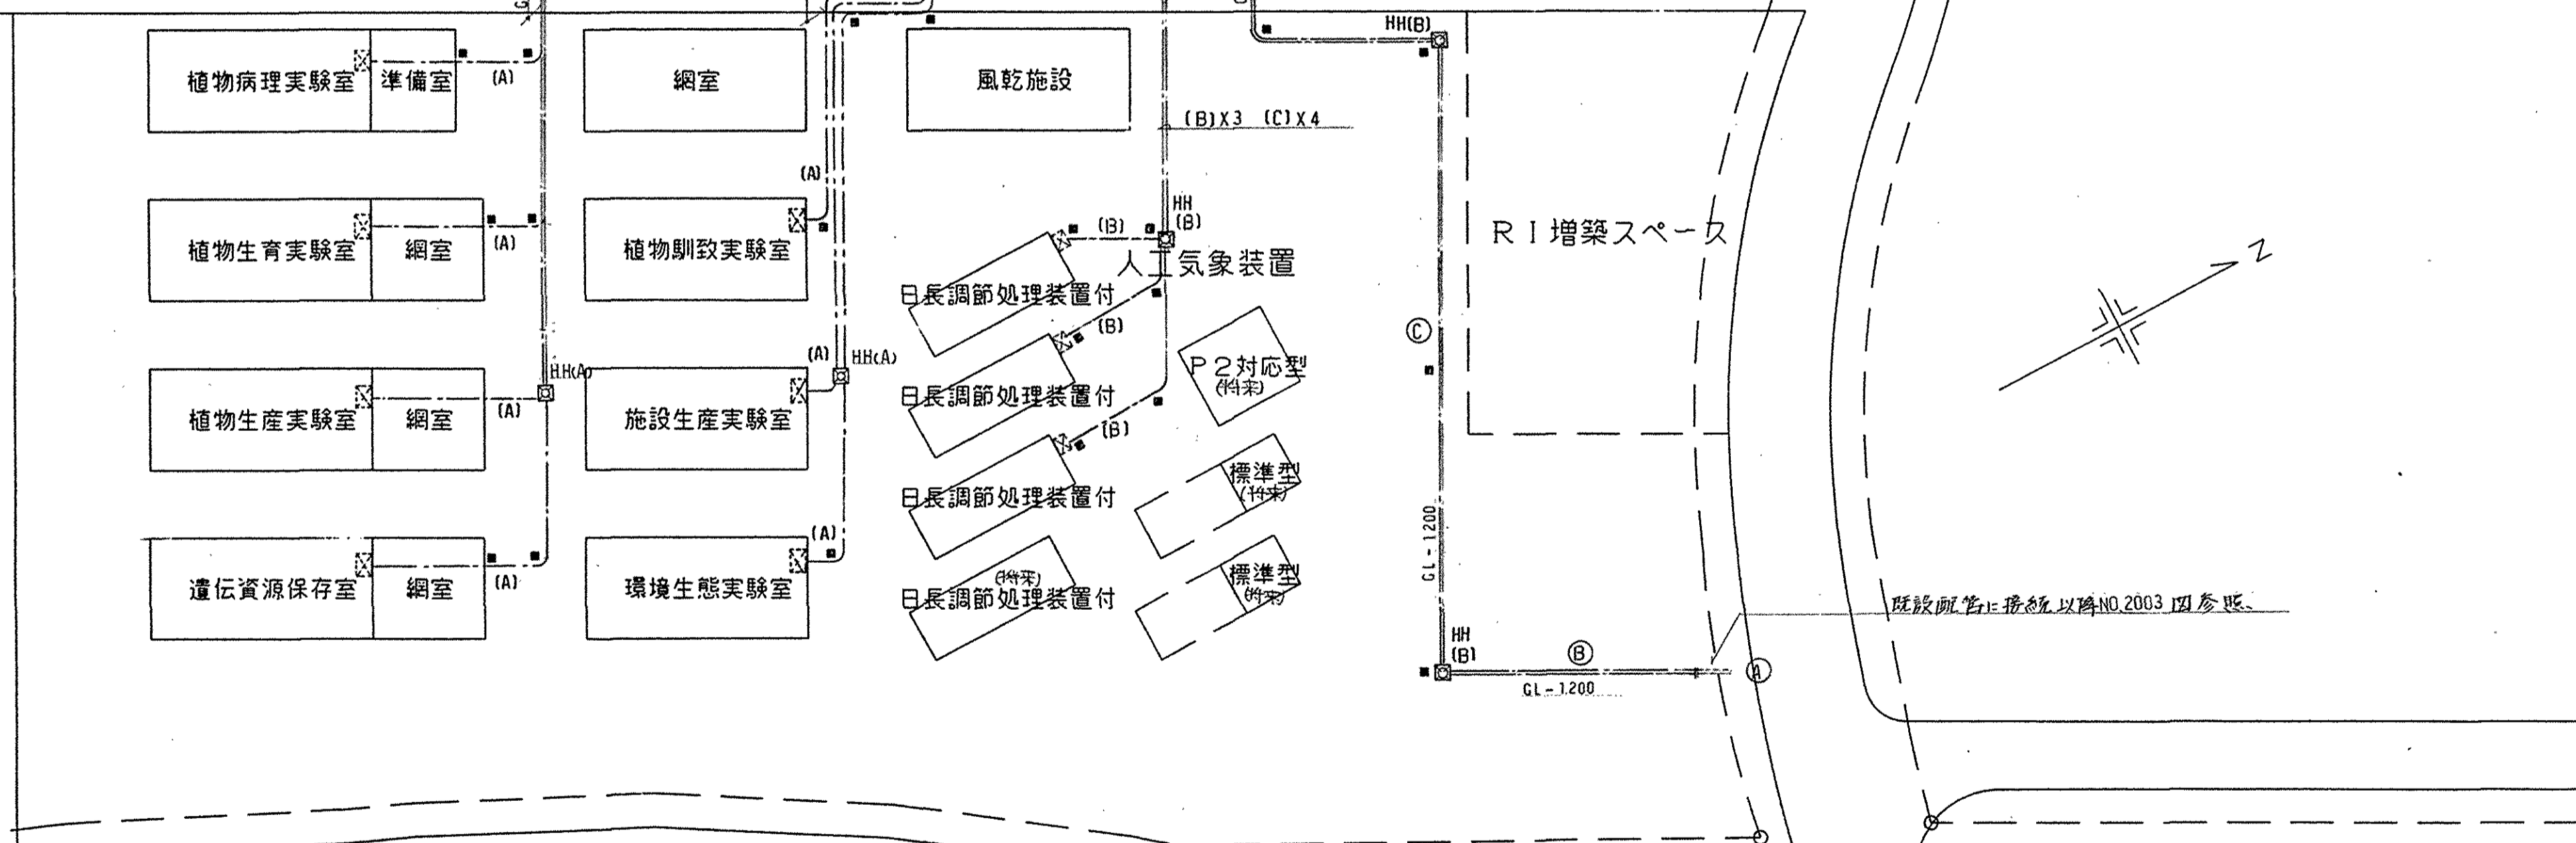 HH(B)
植物病理実験室 準備室 (A)
網室
風乾施設
(B)X3 (C)X4
(A)
HH
(B)
植物生育実験室 網室 (A)
植物馴致実験室
(B)
人工気象装置
RI増築スペース
N
日長調節処理装置付
(B)
C
P2対応型
(将来)
H.H(A)
(A)
H.H(A)
日長調節処理装置付
植物生産実験室 網室 (A)
施設生産実験室
(B)
標準型
(将来)
日長調節処理装置付
GL-1200
(A)
遺伝資源保存室 網室 (A)
環境生態実験室
(将来)
日長調節処理装置付
標準型
(将来)
既設配管に接続以降NO.2003図参照、
HH
(B)
B
A
GL-1200